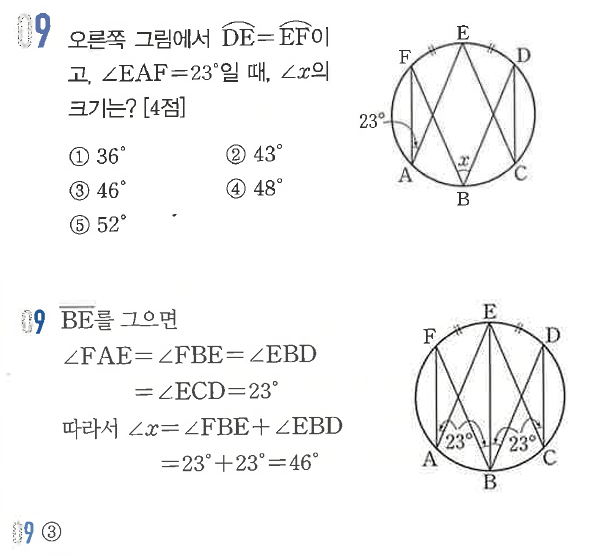 09 오른쪽 그림에서 DE=EF이
고, ∠EAF=23°일 때, ∠x의
크기는? [4점]
① 36° ② 43°
③ 46° ④ 48°
⑤ 52°
E
F D
23°
x
A C
B
09 BE를 그으면
∠FAE=∠FBE=∠EBD
=∠ECD=23°
따라서 ∠x=∠FBE+∠EBD
=23°+23°=46°
E
F D
23° 23°
A C
B
09 ③